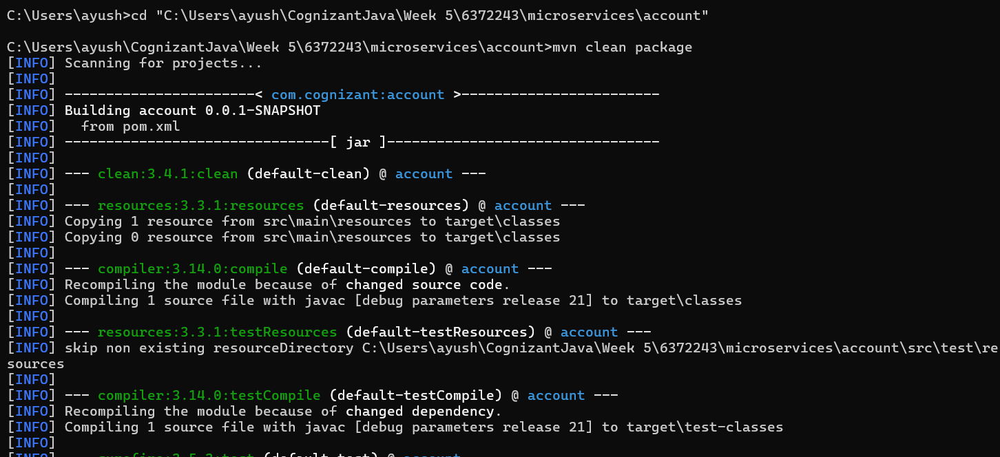 C:\Users\ayush>cd "C:\Users\ayush\CognizantJava\Week 5\6372243\microservices\account"
C:\Users\ayush\CognizantJava\Week 5\6372243\microservices\account>mvn clean package
[INFO] Scanning for projects...
[INFO]
[INFO] -----------------------< com.cognizant:account >------------------------
[INFO] Building account 0.0.1-SNAPSHOT
[INFO]   from pom.xml
[INFO] --------------------------------[ jar ]---------------------------------
[INFO]
[INFO] --- clean:3.4.1:clean (default-clean) @ account ---
[INFO]
[INFO] --- resources:3.3.1:resources (default-resources) @ account ---
[INFO] Copying 1 resource from src\main\resources to target\classes
[INFO] Copying 0 resource from src\main\resources to target\classes
[INFO]
[INFO] --- compiler:3.14.0:compile (default-compile) @ account ---
[INFO] Recompiling the module because of changed source code.
[INFO] Compiling 1 source file with javac [debug parameters release 21] to target\classes
[INFO]
[INFO] --- resources:3.3.1:testResources (default-testResources) @ account ---
[INFO] skip non existing resourceDirectory C:\Users\ayush\CognizantJava\Week 5\6372243\microservices\account\src\test\re
sources
[INFO]
[INFO] --- compiler:3.14.0:testCompile (default-testCompile) @ account ---
[INFO] Recompiling the module because of changed dependency.
[INFO] Compiling 1 source file with javac [debug parameters release 21] to target\test-classes
[INFO]
[INFO] --- surefire:3.5.3:test (default-test) @ account